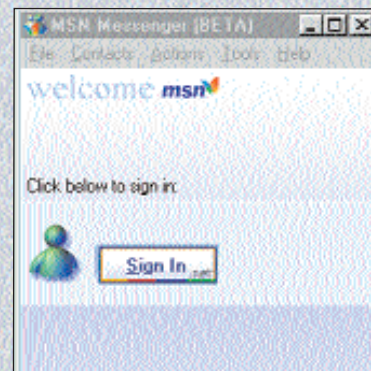 MSN Messenger (BETA)
File Contacts Actions Tools Help
welcome msn
Click below to sign in:
Sign In .net